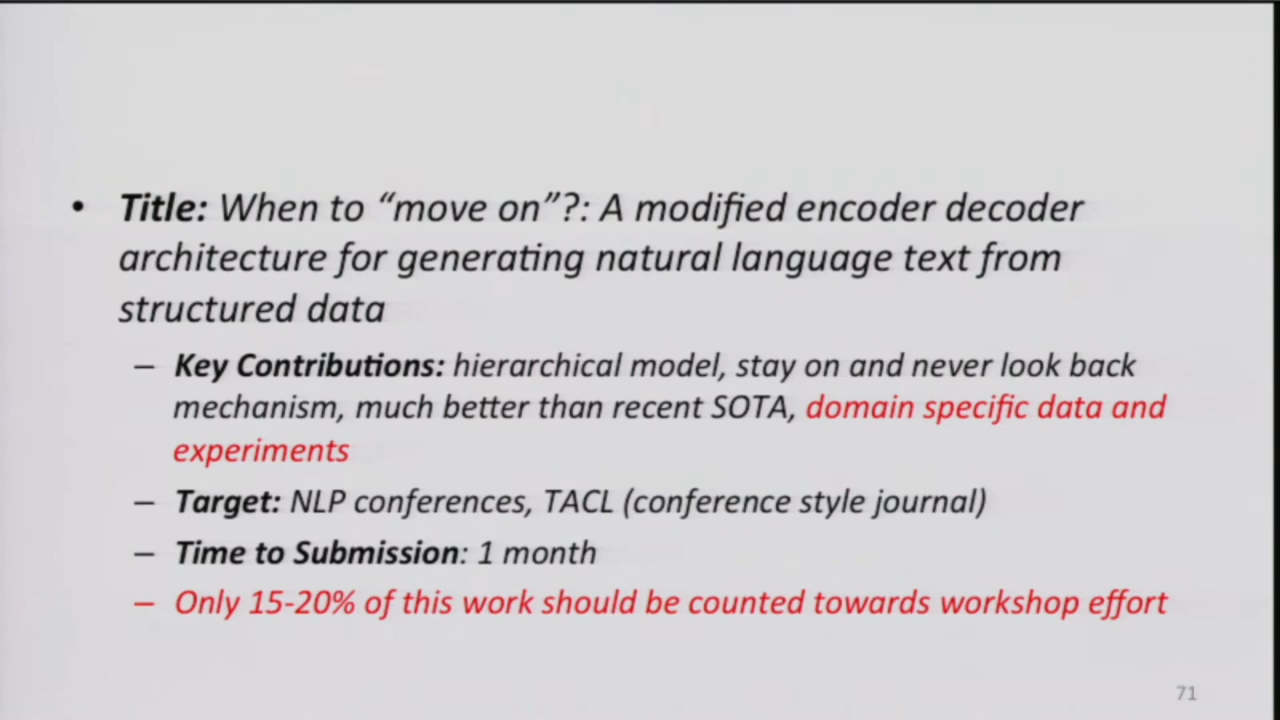 • Title: When to “move on”?: A modified encoder decoder
architecture for generating natural language text from
structured data
– Key Contributions: hierarchical model, stay on and never look back
mechanism, much better than recent SOTA, domain specific data and
experiments
– Target: NLP conferences, TACL (conference style journal)
– Time to Submission: 1 month
– Only 15-20% of this work should be counted towards workshop effort
71